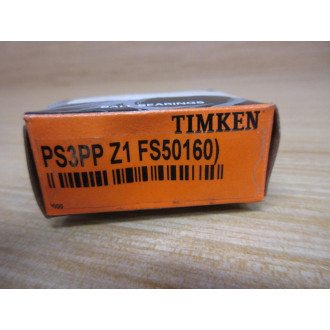 BALL BEARINGS
TIMKEN
PS3PP Z1 FS50160)